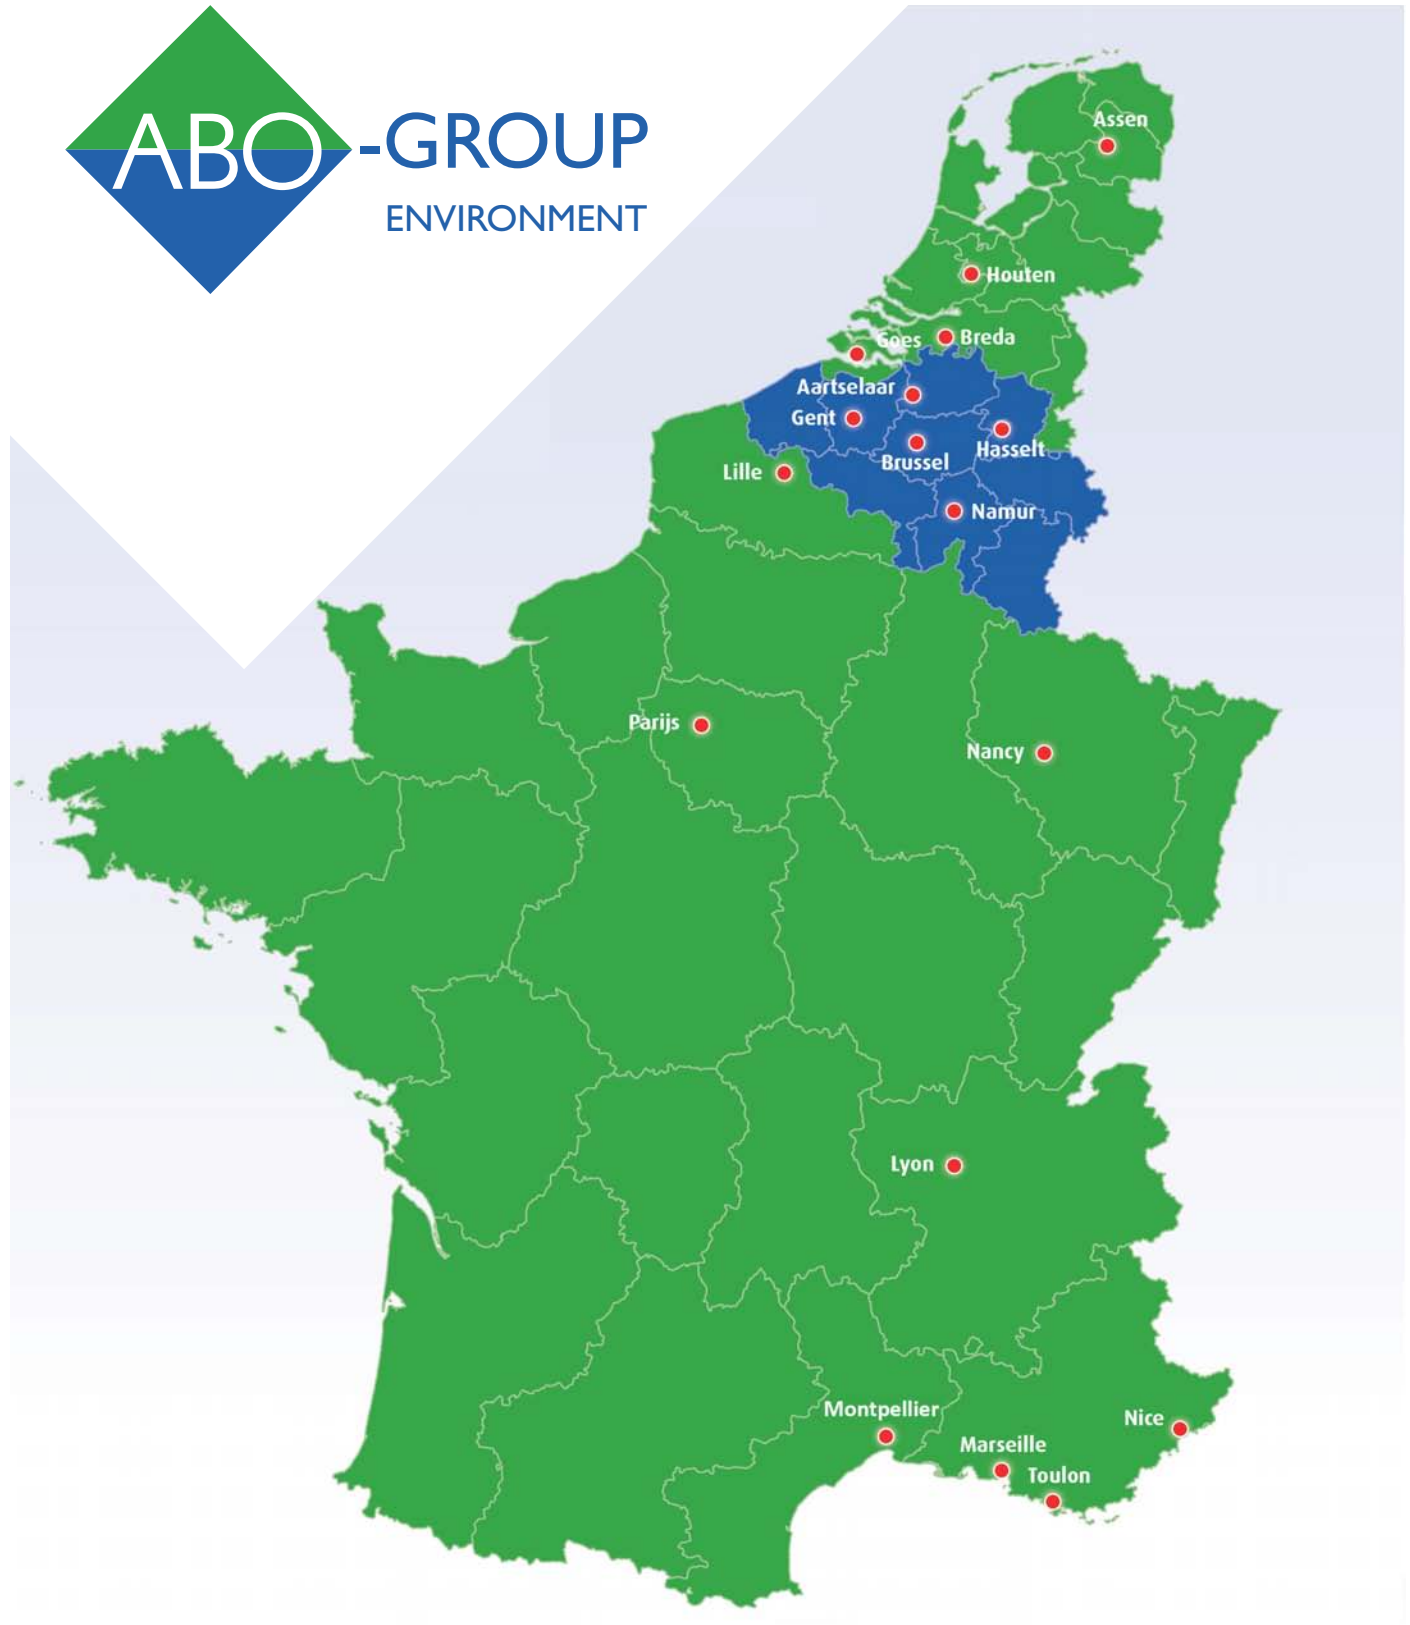 ABO-GROUP
ENVIRONMENT
Assen
Houten
Goes
Breda
Aartselaar
Gent
Hasselt
Brussel
Lille
Namur
Parijs
Nancy
Lyon
Montpellier
Nice
Marseille
Toulon